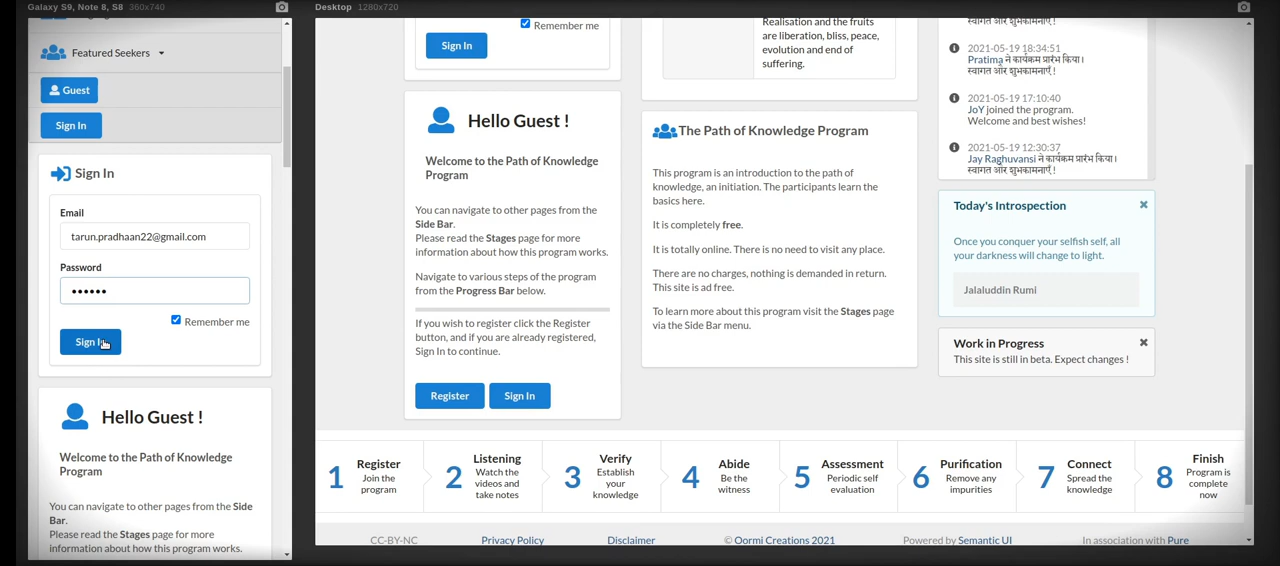 Galaxy S9, Note 8, S8 360x740
Featured Seekers
Guest
Sign In
Sign In
Email
tarun.pradhaan22@gmail.com
Password
••••••
Remember me
Sign In
Hello Guest !
Welcome to the Path of Knowledge
Program
You can navigate to other pages from the Side
Bar.
Please read the Stages page for more
information about how this program works.
Desktop 1280x720
Remember me
Sign In
Hello Guest !
Welcome to the Path of Knowledge
Program
You can navigate to other pages from the
Side Bar.
Please read the Stages page for more
information about how this program works.
Navigate to various steps of the program
from the Progress Bar below.
If you wish to register click the Register
button, and if you are already registered,
Sign In to continue.
Register
Sign In
Realisation and the fruits
are liberation, bliss, peace,
evolution and end of
suffering.
The Path of Knowledge Program
This program is an introduction to the path of
knowledge, an initiation. The participants learn the
basics here.
It is completely free.
It is totally online. There is no need to visit any place.
There are no charges, nothing is demanded in return.
This site is ad free.
To learn more about this program visit the Stages page
via the Side Bar menu.
स्वागत और शुभकामनाएँ !
2021-05-19 18:34:51
Pratima ने कार्यक्रम प्रारंभ किया।
स्वागत और शुभकामनाएँ !
2021-05-19 17:10:40
JoY joined the program.
Welcome and best wishes!
2021-05-19 12:30:37
Jay Raghuvansi ने कार्यक्रम प्रारंभ किया।
स्वागत और शुभकामनाएँ !
Today's Introspection
Once you conquer your selfish self, all
your darkness will change to light.
Jalaluddin Rumi
Work in Progress
This site is still in beta. Expect changes !
1 Register
Join the
program
2 Listening
Watch the
videos and
take notes
3 Verify
Establish
your
knowledge
4 Abide
Be the
witness
5 Assessment
Periodic self
evaluation
6 Purification
Remove any
impurities
7 Connect
Spread the
knowledge
8 Finish
Program is
complete
now
CC-BY-NC
Privacy Policy
Disclaimer
© Oormi Creations 2021
Powered by Semantic UI
In association with Pure